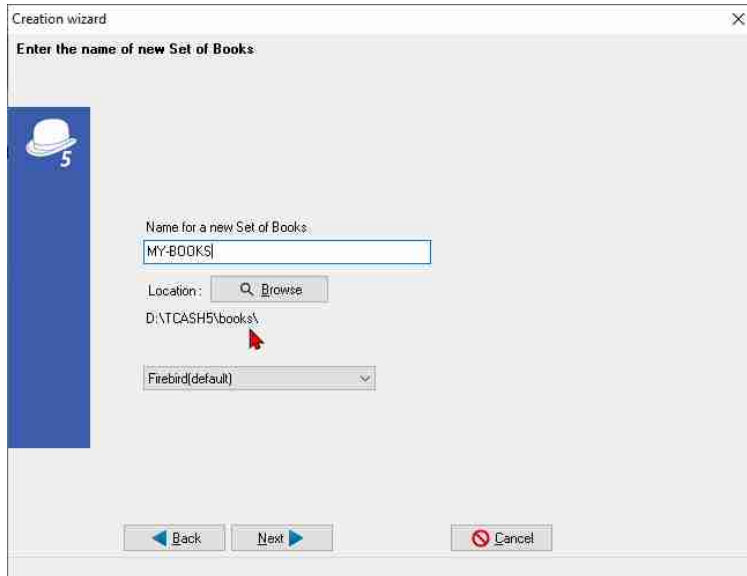 Creation wizard
Enter the name of new Set of Books
5
Name for a new Set of Books
MY-BOOKS
Location :
Browse
D:\TCASH5\books\
Firebird(default)
Back
Next
Cancel